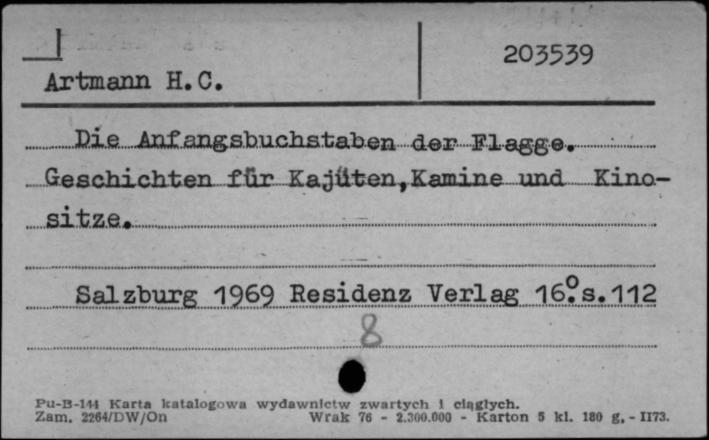 203539
Artmann H.C.
Die Anfangsbuchstaben der Flagge.
Geschichten für Kajüten,Kamine und Kino-
sitze.
Salzburg 1969 Residenz Verlag 16°.s.112
8
Pu-B-144 Karta katalogowa wydawnictw zwartych i ciągłych.
Zam. 2264/DW/On Wrak 76 - 2.300.000 - Karton 5 kl. 180 g, - II73.